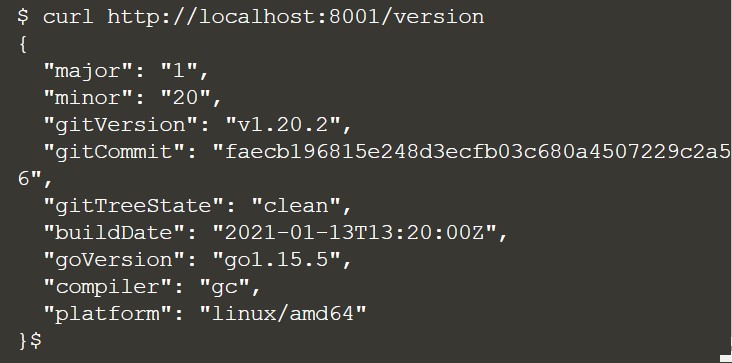 $ curl http://localhost:8001/version
{
  "major": "1",
  "minor": "20",
  "gitVersion": "v1.20.2",
  "gitCommit": "faecb196815e248d3ecfb03c680a4507229c2a5
6",
  "gitTreeState": "clean",
  "buildDate": "2021-01-13T13:20:00Z",
  "goVersion": "go1.15.5",
  "compiler": "gc",
  "platform": "linux/amd64"
}$